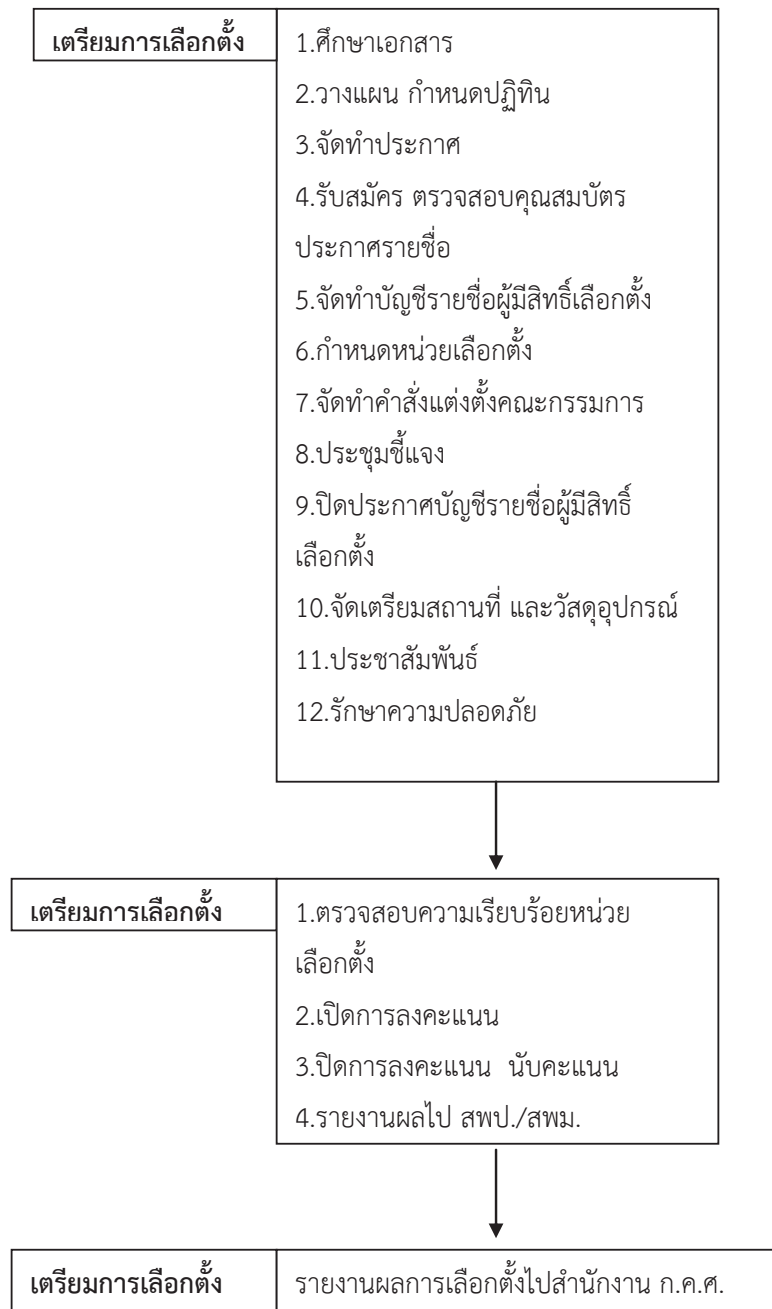 เตรียมการเลือกตั้ง
1.ศึกษาเอกสาร
2.วางแผน กำหนดปฏิทิน
3.จัดทำประกาศ
4.รับสมัคร ตรวจสอบคุณสมบัตร
ประกาศรายชื่อ
5.จัดทำบัญชีรายชื่อผู้มีสิทธิ์เลือกตั้ง
6.กำหนดหน่วยเลือกตั้ง
7.จัดทำคำสั่งแต่งตั้งคณะกรรมการ
8.ประชุมชี้แจง
9.ปิดประกาศบัญชีรายชื่อผู้มีสิทธิ์
เลือกตั้ง
10.จัดเตรียมสถานที่ และวัสดุอุปกรณ์
11.ประชาสัมพันธ์
12.รักษาความปลอดภัย
เตรียมการเลือกตั้ง
1.ตรวจสอบความเรียบร้อยหน่วย
เลือกตั้ง
2.เปิดการลงคะแนน
3.ปิดการลงคะแนน นับคะแนน
4.รายงานผลไป สพป./สพม.
เตรียมการเลือกตั้ง
รายงานผลการเลือกตั้งไปสำนักงาน ก.ค.ศ.